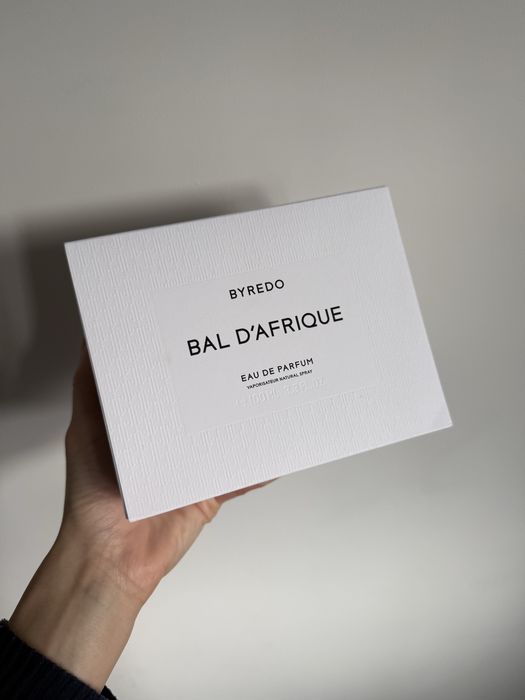 BYREDO
BAL D'AFRIQUE
EAU DE PARFUM
VAPORISATEUR NATURAL SPRAY